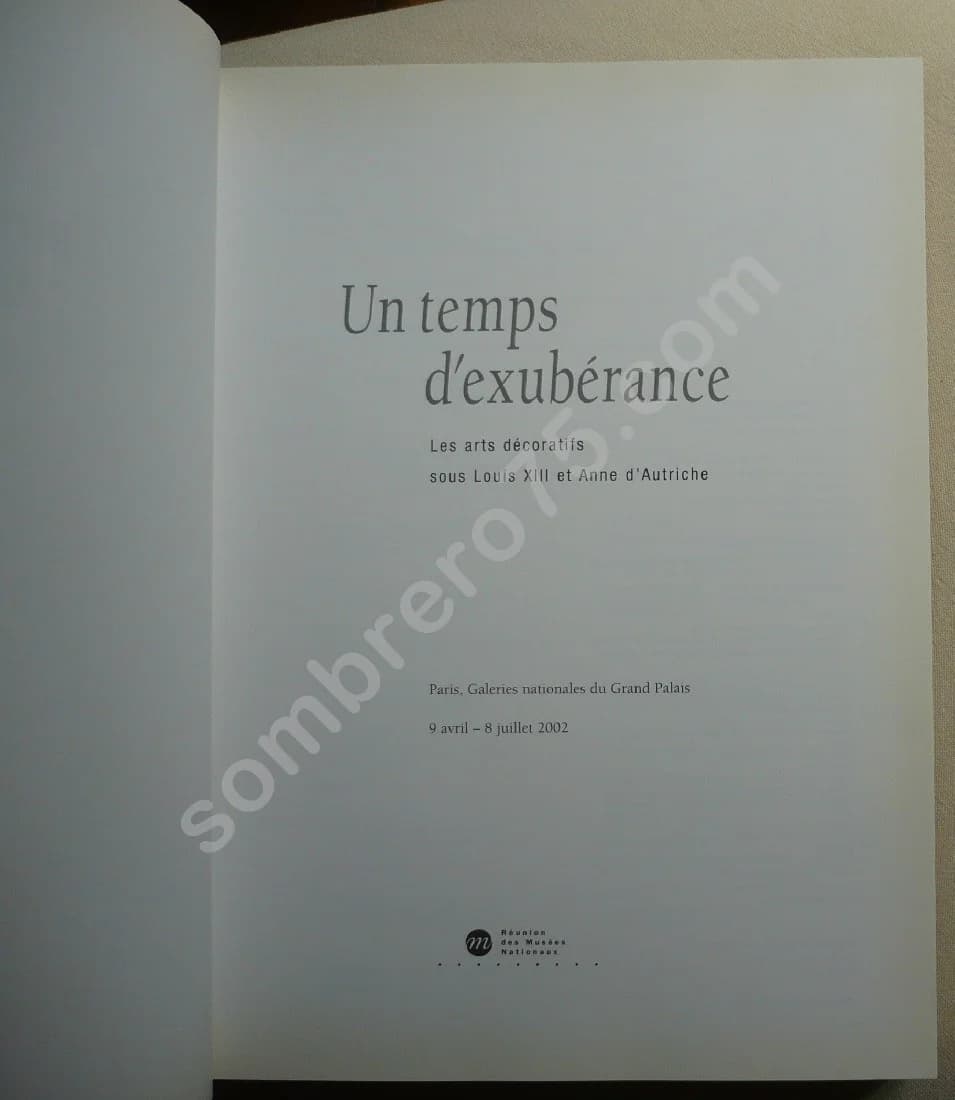 Un temps
d'exubérance
Les arts décoratifs
sous Louis XIII et Anne d'Autriche
Paris, Galeries nationales du Grand Palais
9 avril – 8 juillet 2002
m
Réunion
des Musées
Nationaux
sombrero75.com